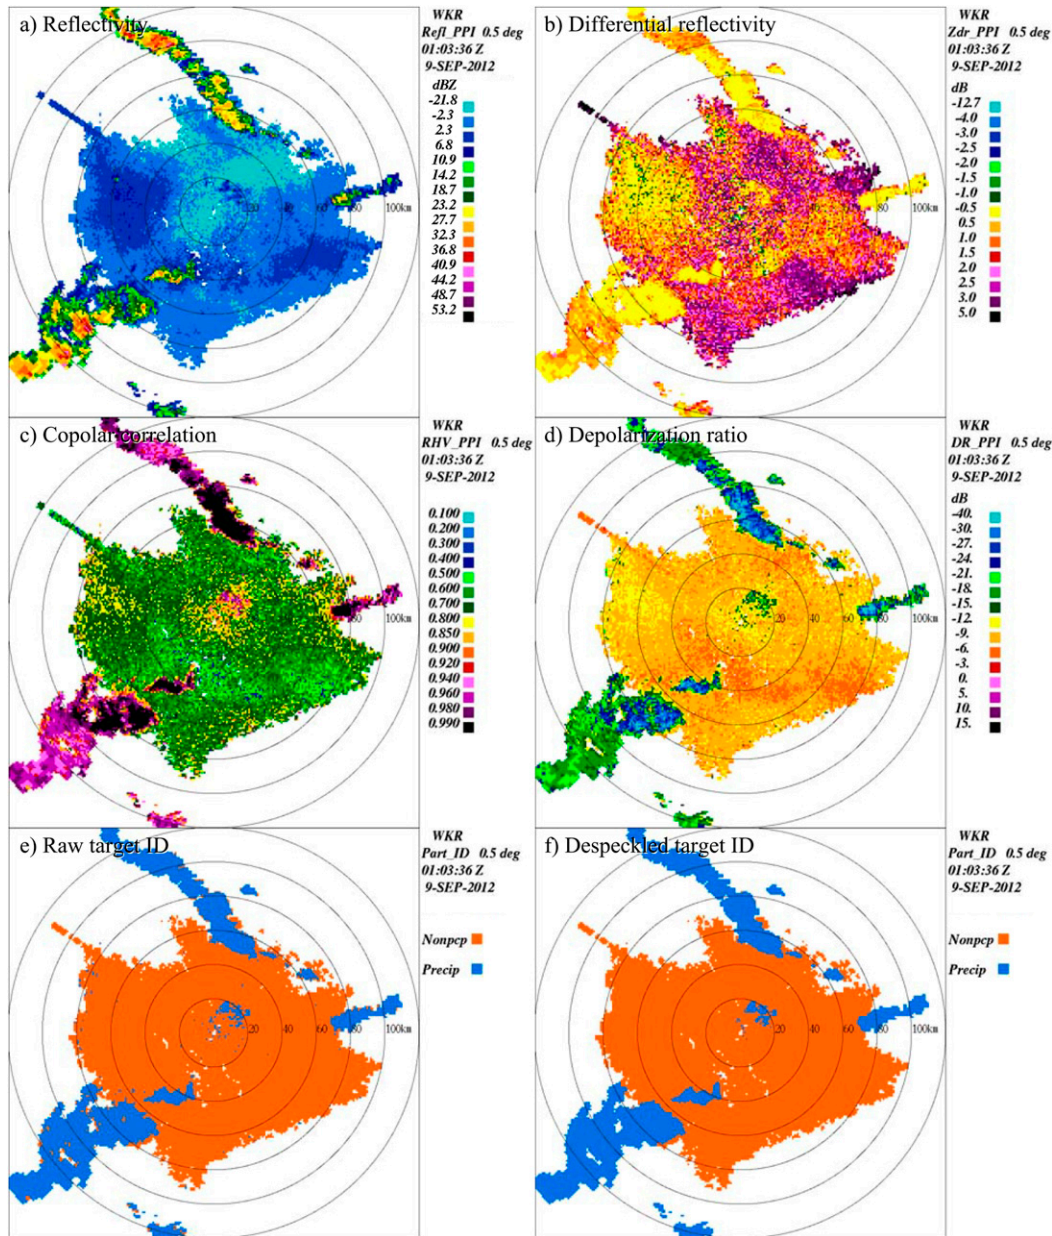 a) Reflectivity
WKR
Refl_PPI 0.5 deg
01:03:36 Z
9-SEP-2012
dBZ
-21.8
-2.3
2.3
6.8
10.9
14.2
18.7
23.2
27.7
32.3
36.8
40.9
44.2
48.7
53.2
60
80
100km
b) Differential reflectivity
WKR
Zdr_PPI 0.5 deg
01:03:36 Z
9-SEP-2012
dB
-12.7
-4.0
-3.0
-2.5
-2.0
-1.0
-0.5
0.5
1.0
1.5
2.0
2.5
3.0
5.0
80
100km
c) Copolar correlation
WKR
RHV_PPI 0.5 deg
01:03:36 Z
9-SEP-2012
0.100
0.200
0.300
0.400
0.500
0.600
0.700
0.800
0.850
0.900
0.920
0.940
0.960
0.980
0.990
100km
d) Depolarization ratio
WKR
DR_PPI 0.5 deg
01:03:36 Z
9-SEP-2012
dB
-40.
-30.
-27.
-24.
-21.
-18.
-15.
-12.
-9.
-6.
-3.
0.
5.
10.
15.
20
40
60
80
100km
e) Raw target ID
WKR
Part_ID 0.5 deg
01:03:36 Z
9-SEP-2012
Nonpcp
Precip
20
40
60
80
100km
f) Despeckled target ID
WKR
Part_ID 0.5 deg
01:03:36 Z
9-SEP-2012
Nonpcp
Precip
20
40
60
80
100km